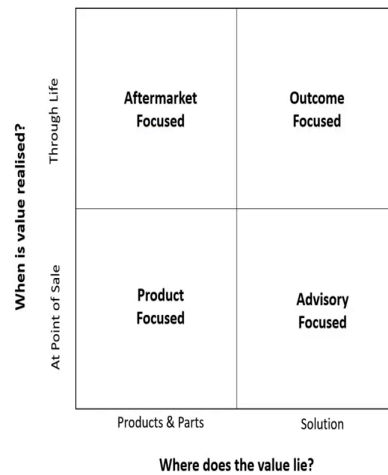 When is value realised?
Through Life
At Point of Sale
Aftermarket
Focused
Outcome
Focused
Product
Focused
Advisory
Focused
Products & Parts
Solution
Where does the value lie?